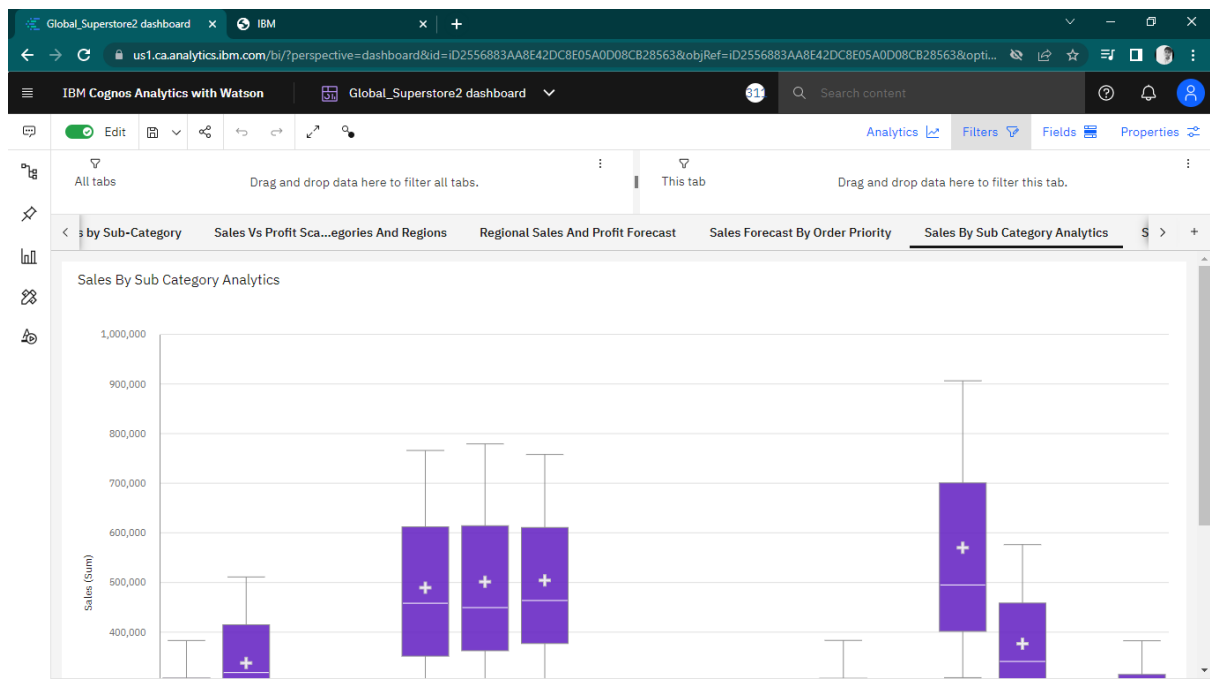 Global_Superstore2 dashboard
IBM
us1.ca.analytics.ibm.com/bi/?perspective=dashboard&id=iD2556883AA8E42DC8E05A0D08CB28563&objRef=iD2556883AA8E42DC8E05A0D08CB28563&opti...
IBM Cognos Analytics with Watson
Global_Superstore2 dashboard
Search content
Edit
Analytics
Filters
Fields
Properties
All tabs
Drag and drop data here to filter all tabs.
This tab
Drag and drop data here to filter this tab.
s by Sub-Category
Sales Vs Profit Sca...egories And Regions
Regional Sales And Profit Forecast
Sales Forecast By Order Priority
Sales By Sub Category Analytics
S
Sales By Sub Category Analytics
1,000,000
900,000
800,000
700,000
600,000
500,000
400,000
Sales (Sum)